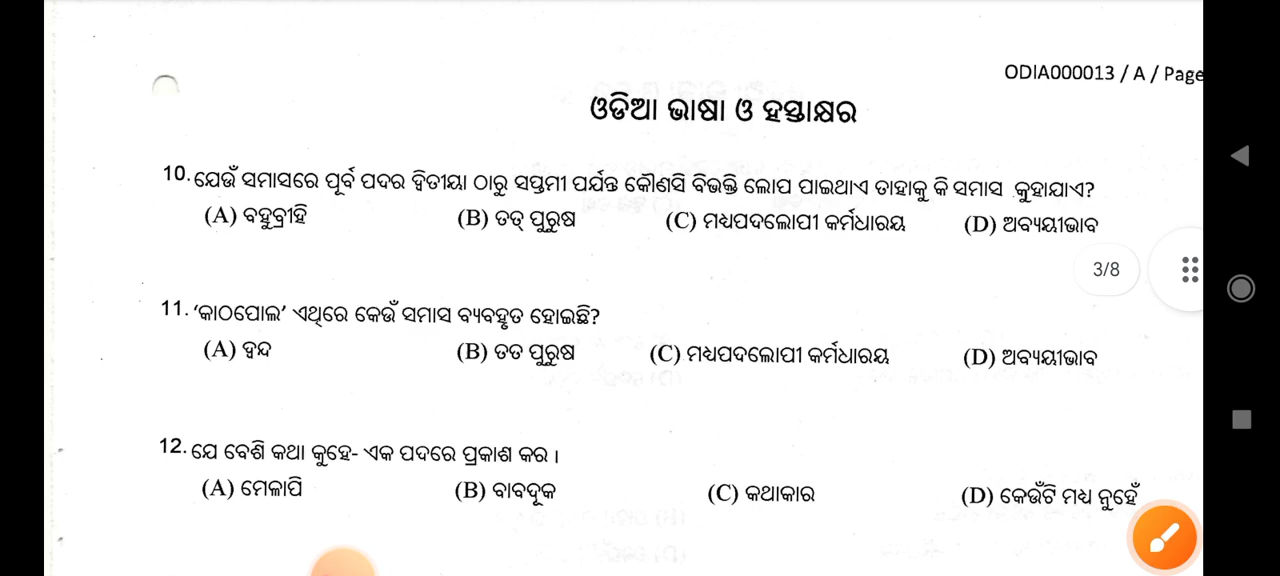 ODIA000013 / A / Page
ଓଡିଆ ଭାଷା ଓ ହସ୍ତାକ୍ଷର
10. ଯେଉଁ ସମାସରେ ପୂର୍ବ ପଦର ଦ୍ୱିତୀୟା ଠାରୁ ସପ୍ତମୀ ପର୍ଯନ୍ତ କୌଣସି ବିଭକ୍ତି ଲୋପ ପାଇଥାଏ ତାହାକୁ କି ସମାସ କୁହାଯାଏ?
(A) ବହୁବ୍ରୀହି (B) ତତ୍ ପୁରୁଷ (C) ମଧ୍ୟପଦଲୋପୀ କର୍ମଧାରୟ (D) ଅବ୍ୟୟୀଭାବ
3/8
11. ‘କାଠପୋଲ’ ଏଥିରେ କେଉଁ ସମାସ ବ୍ୟବହୃତ ହୋଇଛି?
(A) ଦ୍ୱନ୍ଦ (B) ତତ ପୁରୁଷ (C) ମଧ୍ୟପଦଲୋପୀ କର୍ମଧାରୟ (D) ଅବ୍ୟୟୀଭାବ
12. ଯେ ବେଶି କଥା କୁହେ- ଏକ ପଦରେ ପ୍ରକାଶ କର ।
(A) ମେଳାପି (B) ବାବଦୂକ (C) କଥାକାର (D) କେଉଁଟି ମଧ୍ୟ ନୁହେଁ